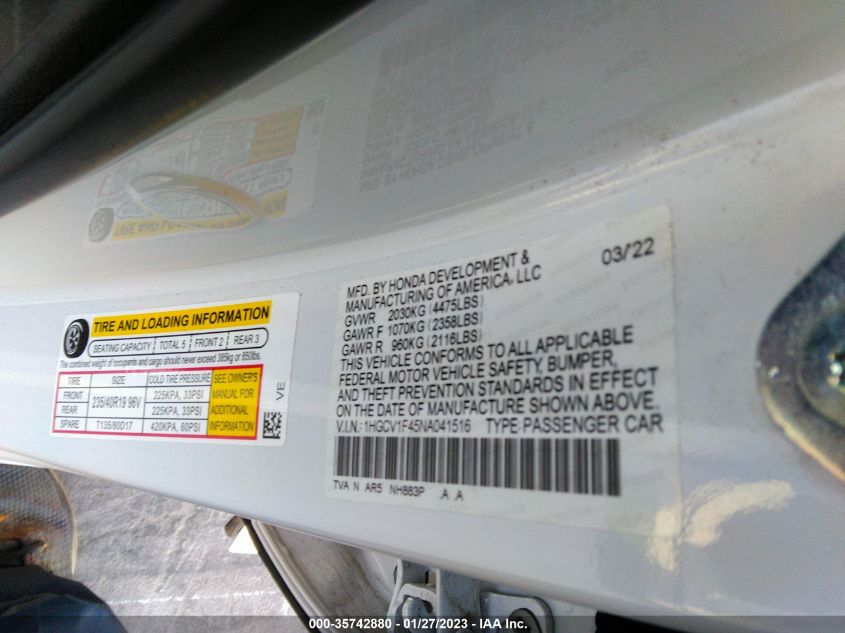 TIRE AND LOADING INFORMATION
SEATING CAPACITY TOTAL 5 FRONT 2 REAR 3
The combined weight of occupants and cargo should never exceed 385kg or 850lbs.
TIRE SIZE COLD TIRE PRESSURE SEE OWNER'S
FRONT 235/40R19 96V 225KPA, 33PSI MANUAL FOR
REAR 225KPA, 33PSI ADDITIONAL
SPARE T135/80D17 420KPA, 60PSI INFORMATION
VE
03/22
MFD. BY HONDA DEVELOPMENT &
MANUFACTURING OF AMERICA, LLC
GVWR 2030KG (4475LBS)
GAWR F 1070KG (2358LBS)
GAWR R 960KG (2116LBS)
THIS VEHICLE CONFORMS TO ALL APPLICABLE
FEDERAL MOTOR VEHICLE SAFETY, BUMPER,
AND THEFT PREVENTION STANDARDS IN EFFECT
ON THE DATE OF MANUFACTURE SHOWN ABOVE.
V.I.N.: 1HGCV1F45NA041516 TYPE: PASSENGER CAR
TVA N AR5 NH883P .A .A
000-35742880 - 01/27/2023 - IAA Inc.